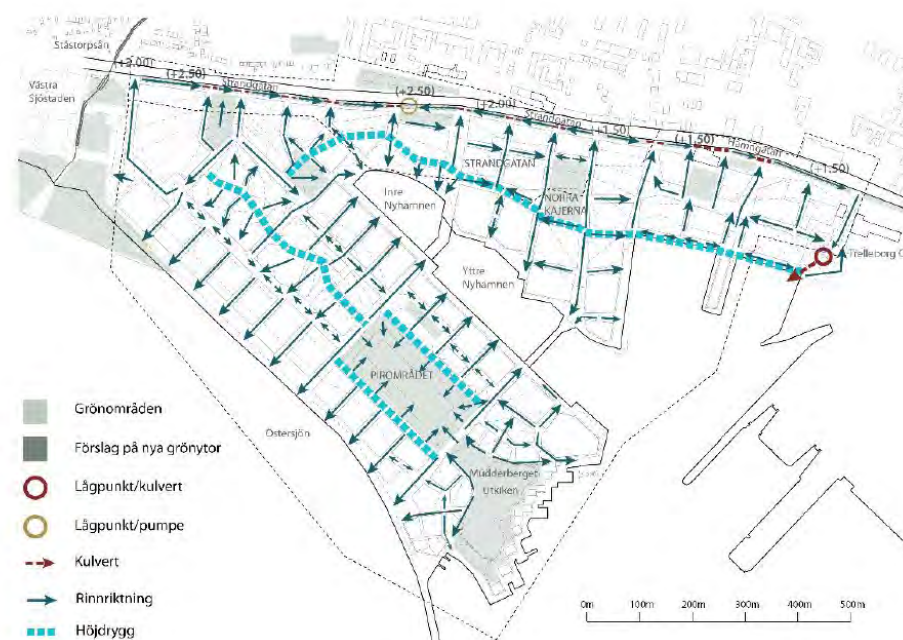 Ståstorpsån
Västra
Sjöstaden
(+2.00)
(+2.50)
Strandgatan
(+2.50)
(+2.00)
Strandgatan
(+1.50)
(+1.50)
Hamngatan
(+1.50)
STRANDGATAN
NORRA
KAJERNA
Inre
Nyhamnen
Yttre
Nyhamnen
Trelleborg C
PIROMRÅDET
Östersjön
Mudderberget
Utkiken
Grönområden
Förslag på nya grönytor
Lågpunkt/kulvert
Lågpunkt/pumpe
Kulvert
Rinnriktning
Höjdrygg
0m 100m 200m 300m 400m 500m